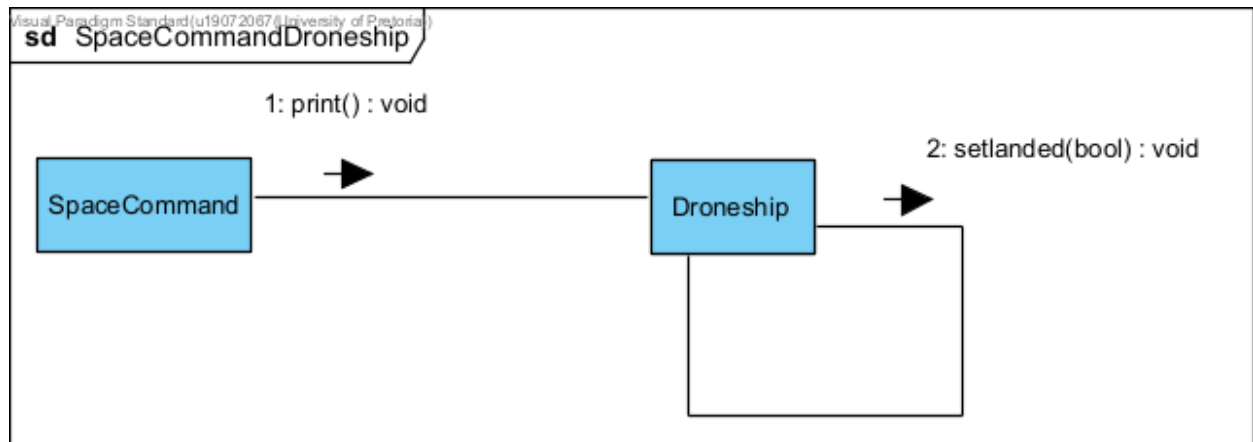 Visual Paradigm Standard(u19072067(University of Pretoria))
sd SpaceCommandDroneship
1: print() : void
2: setlanded(bool) : void
SpaceCommand
Droneship